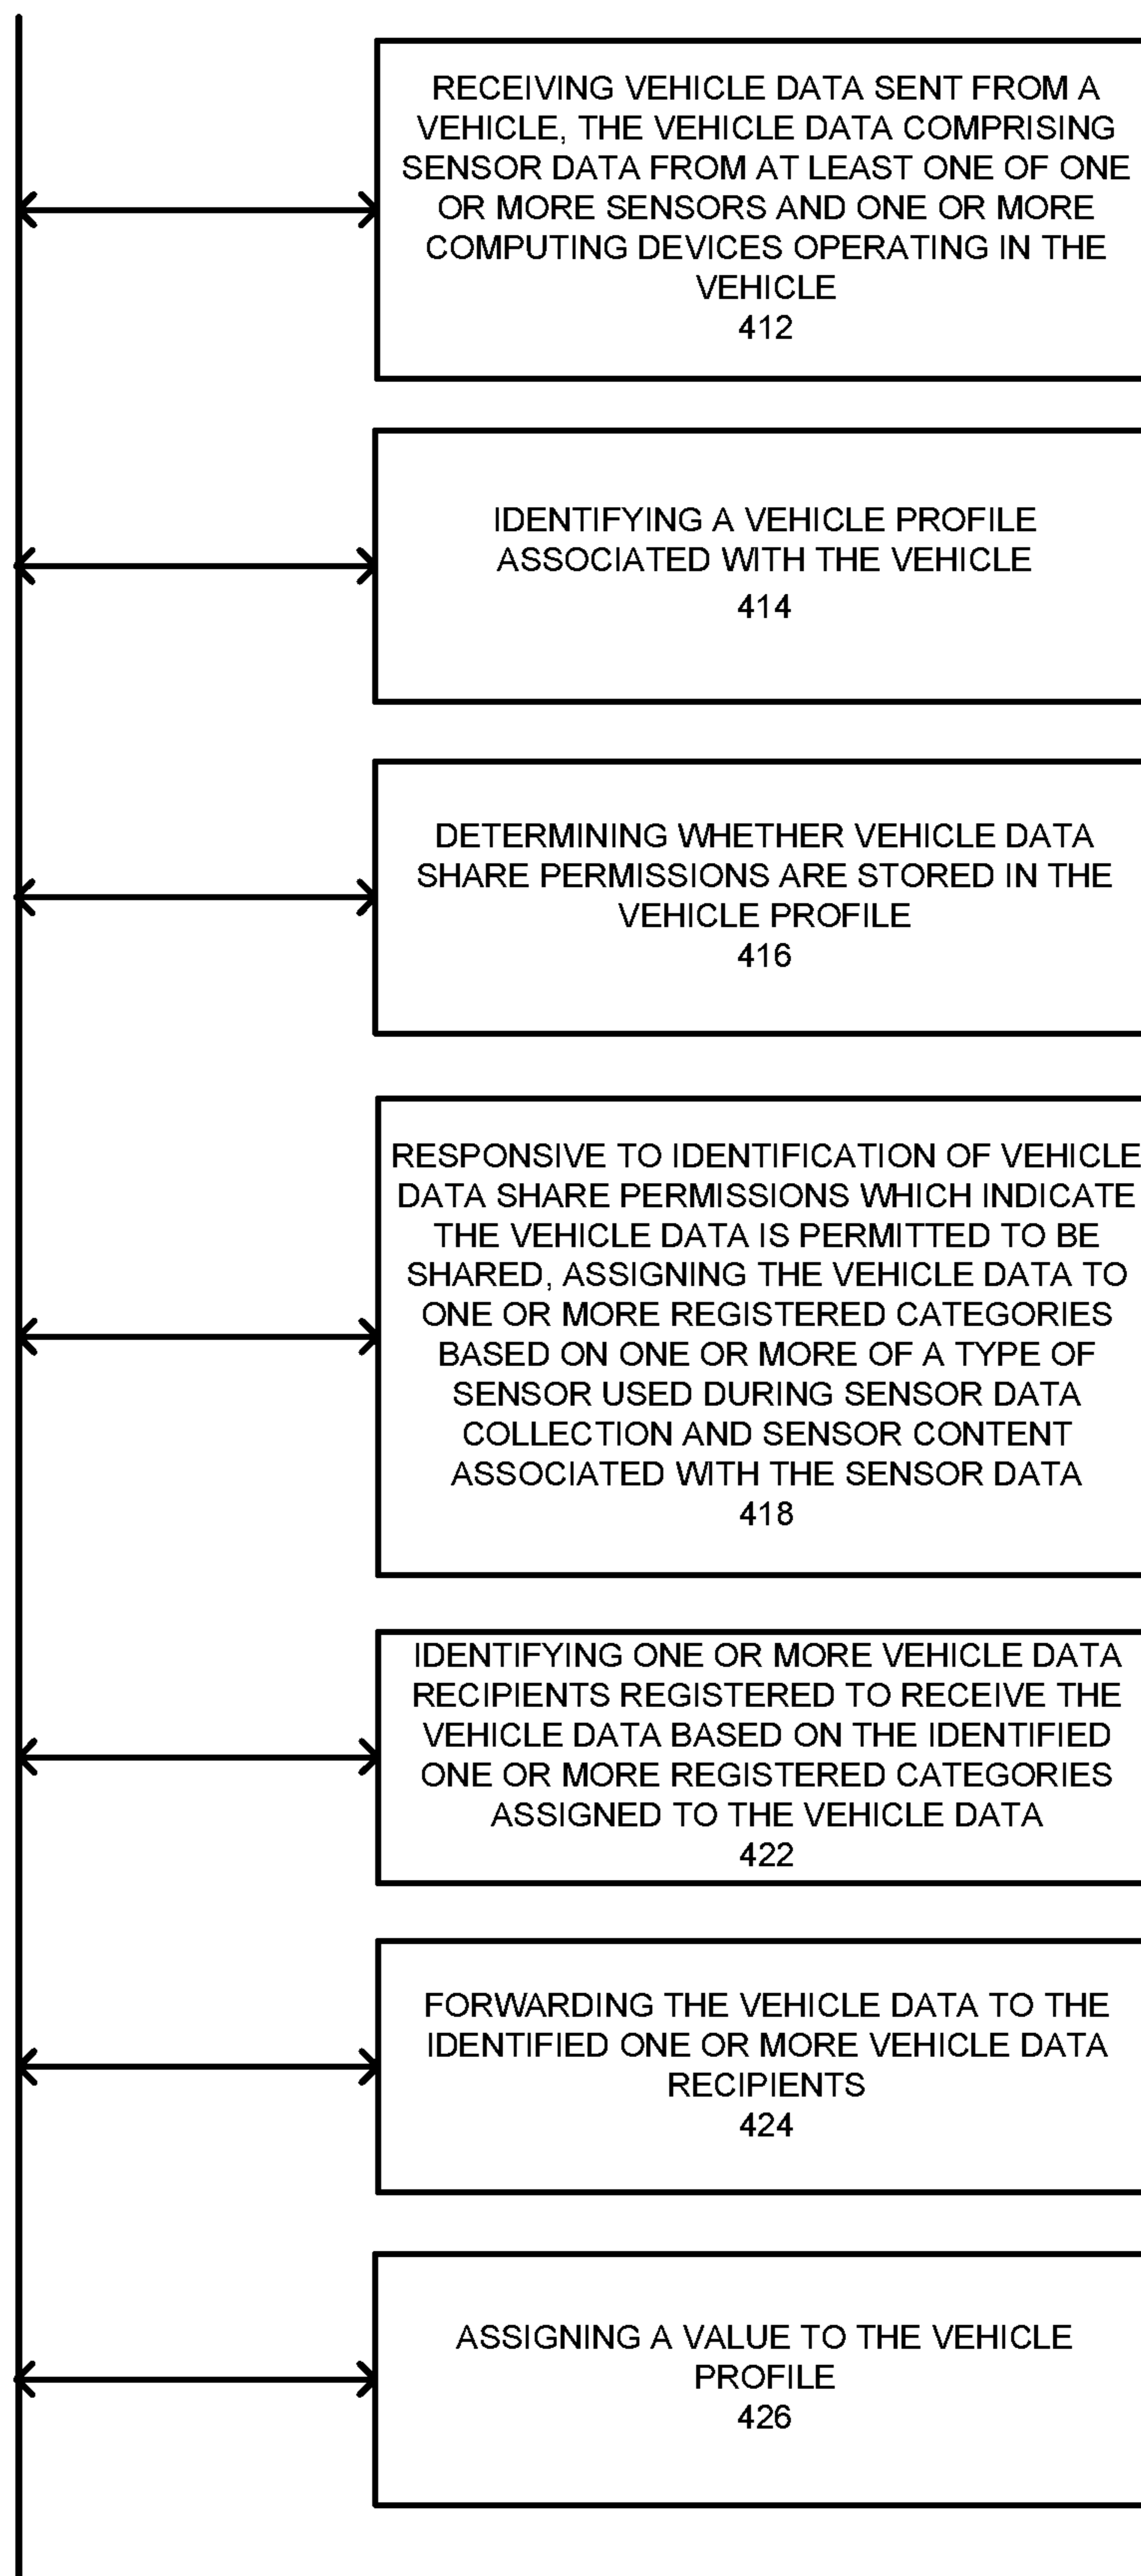 RECEIVING VEHICLE DATA SENT FROM A
VEHICLE, THE VEHICLE DATA COMPRISING
SENSOR DATA FROM AT LEAST ONE OF ONE
OR MORE SENSORS AND ONE OR MORE
COMPUTING DEVICES OPERATING IN THE
VEHICLE
412
IDENTIFYING A VEHICLE PROFILE
ASSOCIATED WITH THE VEHICLE
414
DETERMINING WHETHER VEHICLE DATA
SHARE PERMISSIONS ARE STORED IN THE
VEHICLE PROFILE
416
RESPONSIVE TO IDENTIFICATION OF VEHICLE
DATA SHARE PERMISSIONS WHICH INDICATE
THE VEHICLE DATA IS PERMITTED TO BE
SHARED, ASSIGNING THE VEHICLE DATA TO
ONE OR MORE REGISTERED CATEGORIES
BASED ON ONE OR MORE OF A TYPE OF
SENSOR USED DURING SENSOR DATA
COLLECTION AND SENSOR CONTENT
ASSOCIATED WITH THE SENSOR DATA
418
IDENTIFYING ONE OR MORE VEHICLE DATA
RECIPIENTS REGISTERED TO RECEIVE THE
VEHICLE DATA BASED ON THE IDENTIFIED
ONE OR MORE REGISTERED CATEGORIES
ASSIGNED TO THE VEHICLE DATA
422
FORWARDING THE VEHICLE DATA TO THE
IDENTIFIED ONE OR MORE VEHICLE DATA
RECIPIENTS
424
ASSIGNING A VALUE TO THE VEHICLE
PROFILE
426